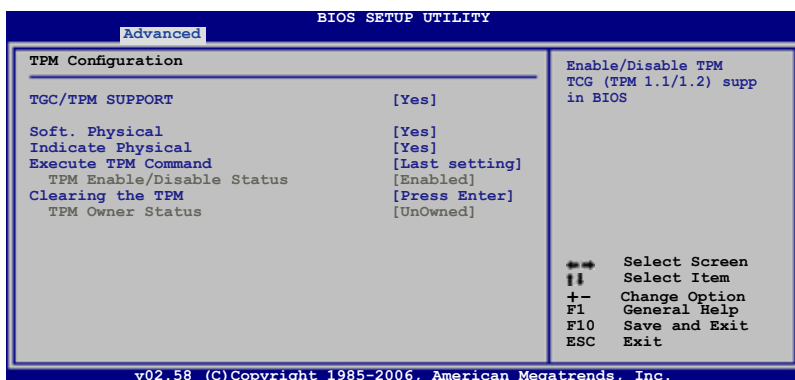 BIOS SETUP UTILITY
Advanced
TPM Configuration
TGC/TPM SUPPORT [Yes]
Soft. Physical [Yes]
Indicate Physical [Yes]
Execute TPM Command [Last setting]
TPM Enable/Disable Status [Enabled]
Clearing the TPM [Press Enter]
TPM Owner Status [UnOwned]
Enable/Disable TPM
TCG (TPM 1.1/1.2) supp
in BIOS
Select Screen
Select Item
+- Change Option
F1 General Help
F10 Save and Exit
ESC Exit
v02.58 (C)Copyright 1985-2006, American Megatrends, Inc.